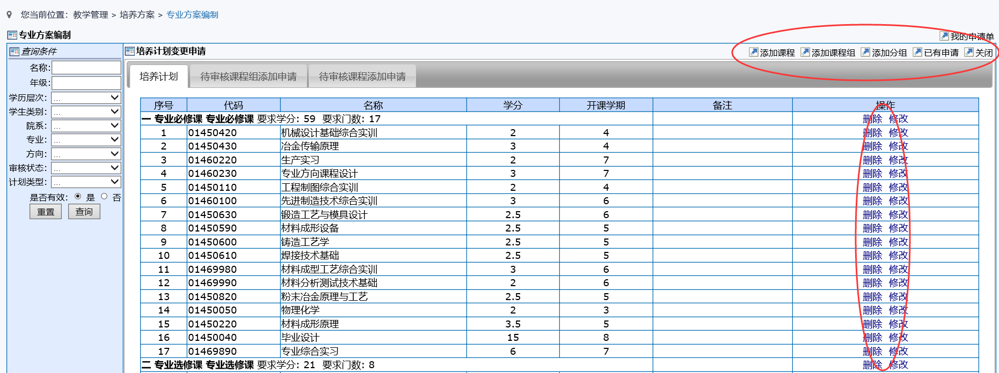 您当前位置：教学管理 > 培养方案 > 专业方案编制
专业方案编制
我的申请单
查询条件
名称:
年级:
学历层次: ...
学生类别: ...
院系: ...
专业: ...
方向: ...
审核状态: ...
计划类型: ...
是否有效: 是 否
重置 查询
培养计划变更申请
添加课程 添加课程组 添加分组 已有申请 关闭
培养计划 待审核课程组添加申请 待审核课程添加申请
序号 代码 名称 学分 开课学期 备注 操作
一 专业必修课 专业必修课 要求学分: 59 要求门数: 17 删除 修改
1 01450420 机械设计基础综合实训 2 4 删除 修改
2 01450430 冶金传输原理 3 4 删除 修改
3 01460220 生产实习 2 7 删除 修改
4 01460230 专业方向课程设计 3 7 删除 修改
5 01450110 工程制图综合实训 2 4 删除 修改
6 01460100 先进制造技术综合实训 3 6 删除 修改
7 01450630 锻造工艺与模具设计 2.5 6 删除 修改
8 01450590 材料成形设备 2.5 5 删除 修改
9 01450600 铸造工艺学 2.5 5 删除 修改
10 01450610 焊接技术基础 2.5 5 删除 修改
11 01469980 材料成型工艺综合实训 3 6 删除 修改
12 01469990 材料分析测试技术基础 2 6 删除 修改
13 01450820 粉末冶金原理与工艺 2.5 5 删除 修改
14 01450050 物理化学 2 3 删除 修改
15 01450220 材料成形原理 3.5 5 删除 修改
16 01450040 毕业设计 15 8 删除 修改
17 01469890 专业综合实习 6 7 删除 修改
二 专业选修课 专业选修课 要求学分: 21 要求门数: 8 删除 修改